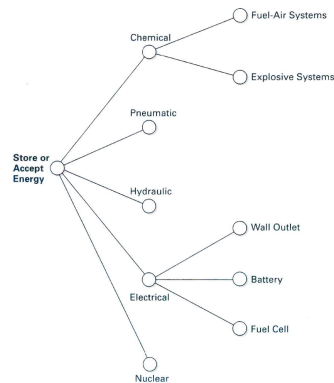 Fuel-Air Systems
Chemical
Explosive Systems
Pneumatic
Store or
Accept
Energy
Hydraulic
Wall Outlet
Battery
Electrical
Fuel Cell
Nuclear